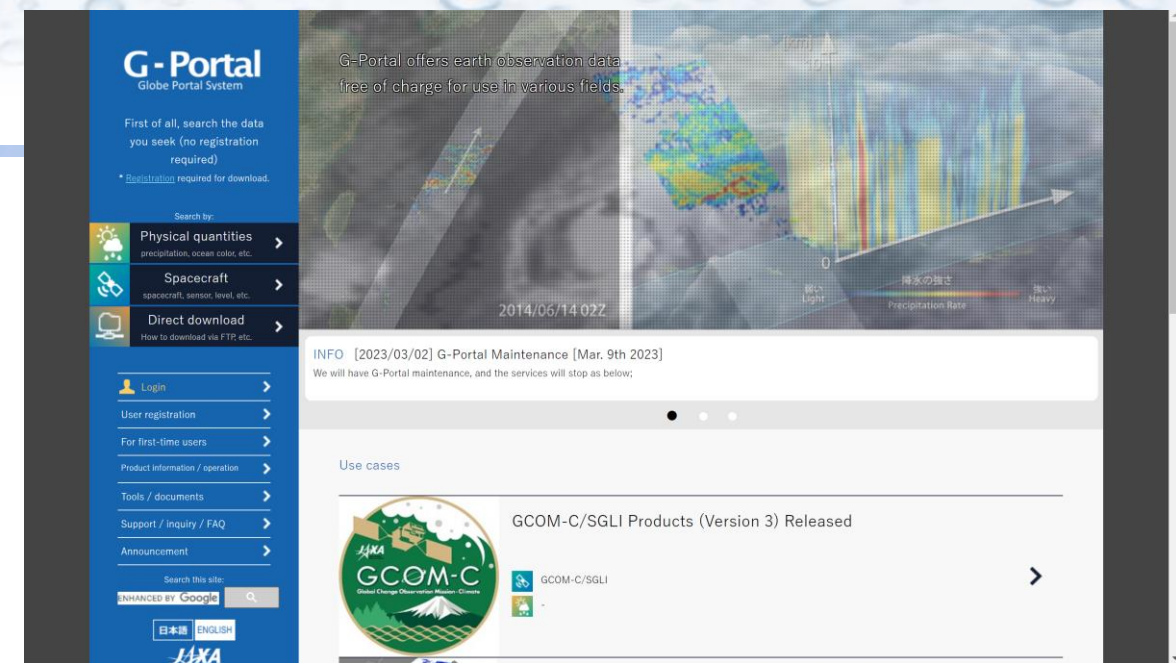 G-Portal
Globe Portal System
First of all, search the data
you seek (no registration
required)
* Registration required for download.
Search by:
Physical quantities
precipitation, ocean color, etc.
Spacecraft
spacecraft, sensor, level, etc.
Direct download
How to download via FTP, etc.
Login
User registration
For first-time users
Product information / operation
Tools / documents
Support / inquiry / FAQ
Announcement
Search this site:
ENHANCED BY Google
日本語 ENGLISH
JAXA
G-Portal offers earth observation data
free of charge for use in various fields.
[km]
10
0
2014/06/14 02Z
弱い 降水の強さ 強い
Light Precipitation Rate Heavy
INFO [2023/03/02] G-Portal Maintenance [Mar. 9th 2023]
We will have G-Portal maintenance, and the services will stop as below;
Use cases
JAXA
GCOM-C
Global Change Observation Mission - Climate
GCOM-C/SGLI Products (Version 3) Released
GCOM-C/SGLI
-